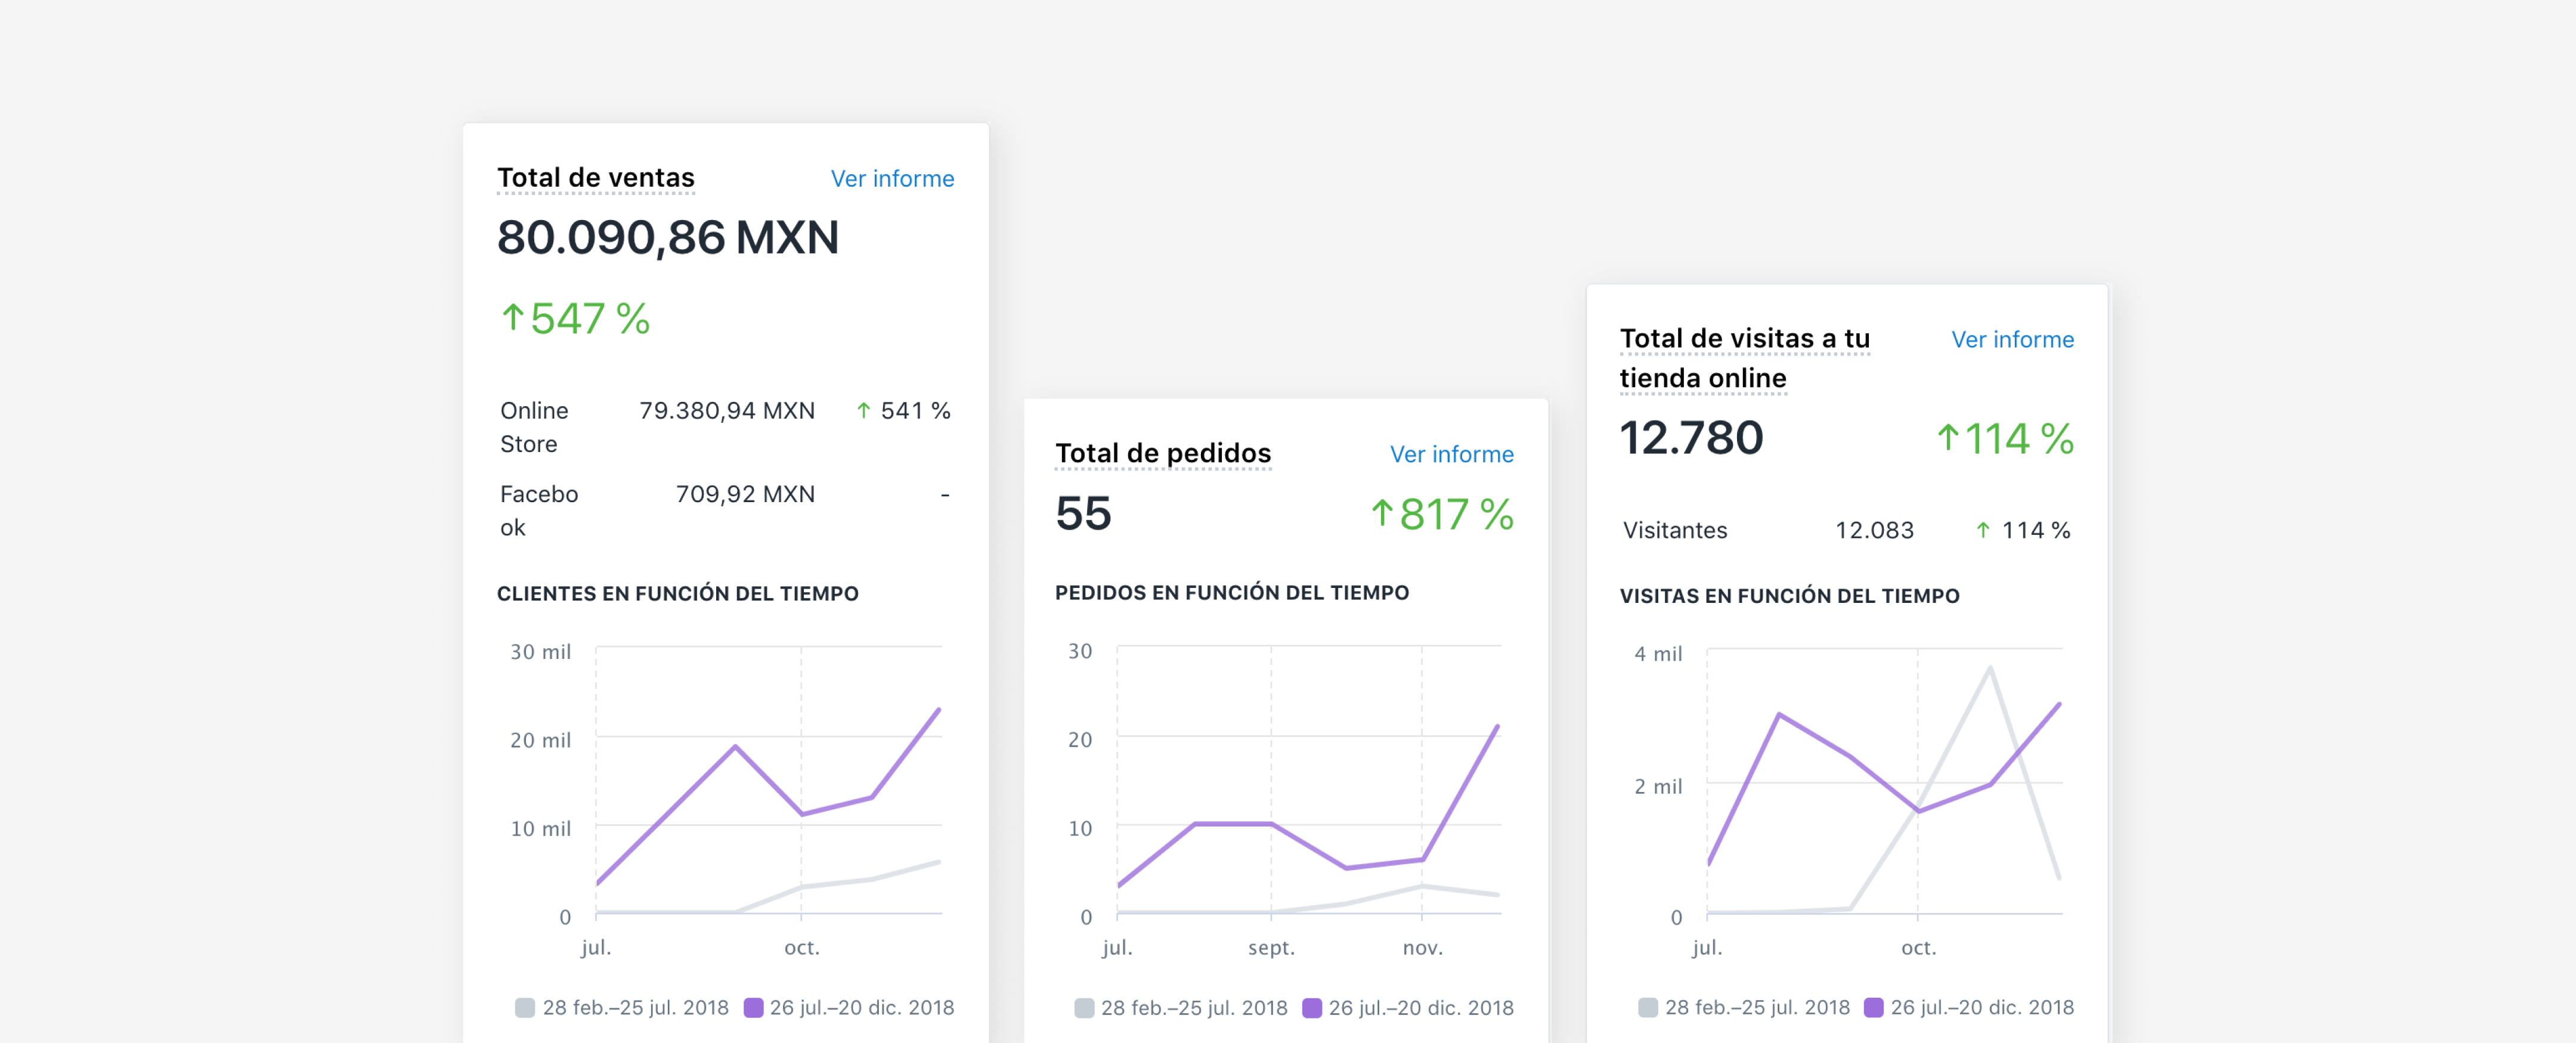 Total de ventas Ver informe
80.090,86 MXN
↑547 %
Online Store 79.380,94 MXN ↑ 541 %
Facebook 709,92 MXN -
CLIENTES EN FUNCIÓN DEL TIEMPO
30 mil
20 mil
10 mil
0
jul. oct.
28 feb.–25 jul. 2018 26 jul.–20 dic. 2018
Total de pedidos Ver informe
55 ↑817 %
PEDIDOS EN FUNCIÓN DEL TIEMPO
30
20
10
0
jul. sept. nov.
28 feb.–25 jul. 2018 26 jul.–20 dic. 2018
Total de visitas a tu Ver informe
tienda online
12.780 ↑114 %
Visitantes 12.083 ↑ 114 %
VISITAS EN FUNCIÓN DEL TIEMPO
4 mil
2 mil
0
jul. oct.
28 feb.–25 jul. 2018 26 jul.–20 dic. 2018